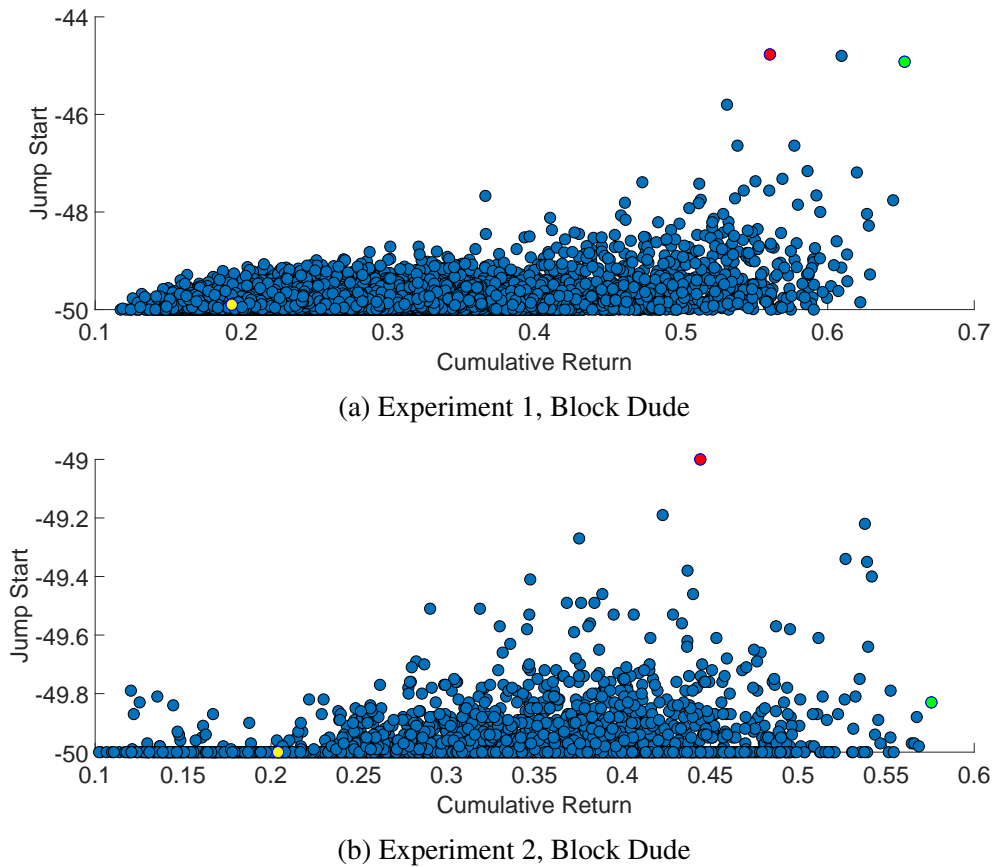 -44
-46
-48
-50
Jump Start
0.1 0.2 0.3 0.4 0.5 0.6 0.7
Cumulative Return
(a) Experiment 1, Block Dude
-49
-49.2
-49.4
-49.6
-49.8
-50
Jump Start
0.1 0.15 0.2 0.25 0.3 0.35 0.4 0.45 0.5 0.55 0.6
Cumulative Return
(b) Experiment 2, Block Dude